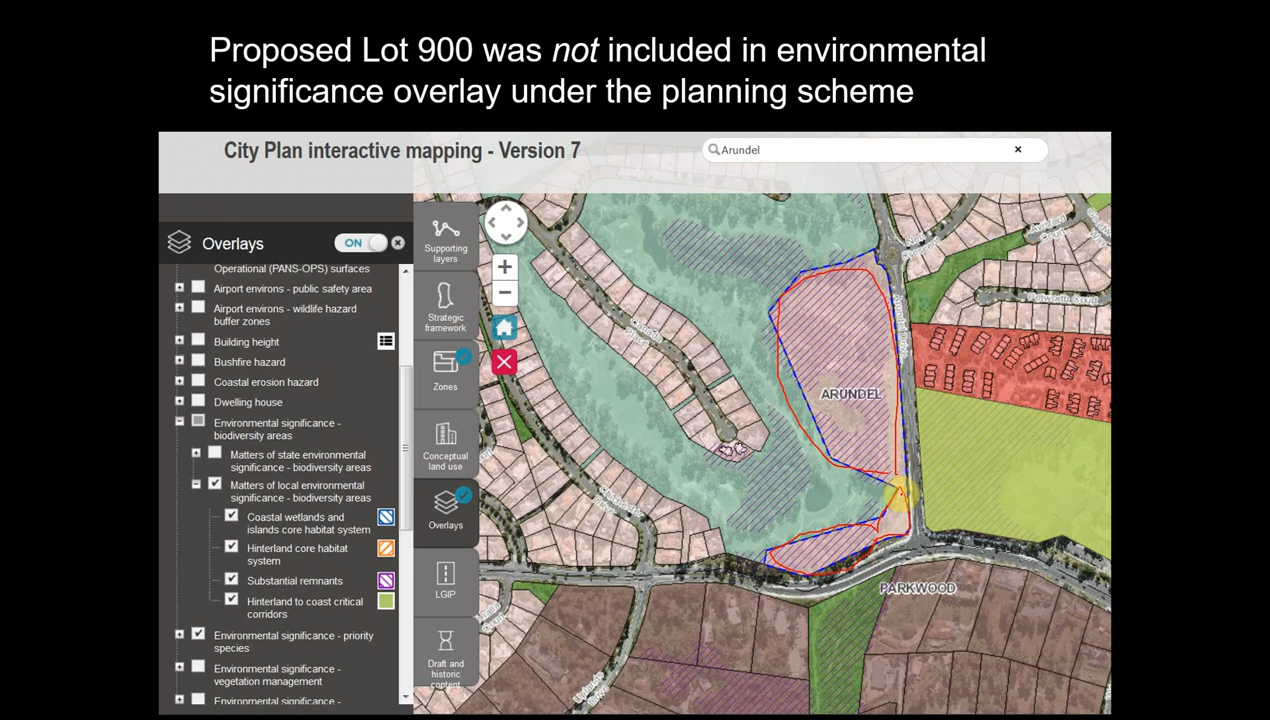 Proposed Lot 900 was not included in environmental
significance overlay under the planning scheme
City Plan interactive mapping - Version 7
Arundel
Overlays
ON
Operational (PANS-OPS) surfaces
Airport environs - public safety area
Airport environs - wildlife hazard
buffer zones
Building height
Bushfire hazard
Coastal erosion hazard
Dwelling house
Environmental significance -
biodiversity areas
Matters of state environmental
significance - biodiversity areas
Matters of local environmental
significance - biodiversity areas
Coastal wetlands and
islands core habitat system
Hinterland core habitat
system
Substantial remnants
Hinterland to coast critical
corridors
Environmental significance - priority
species
Environmental significance -
vegetation management
Environmental significance -
Supporting
layers
Strategic
framework
Zones
Conceptual
land use
Overlays
LGIP
Draft and
historic
content
Arundel Drive
ARUNDEL
PARKWOOD